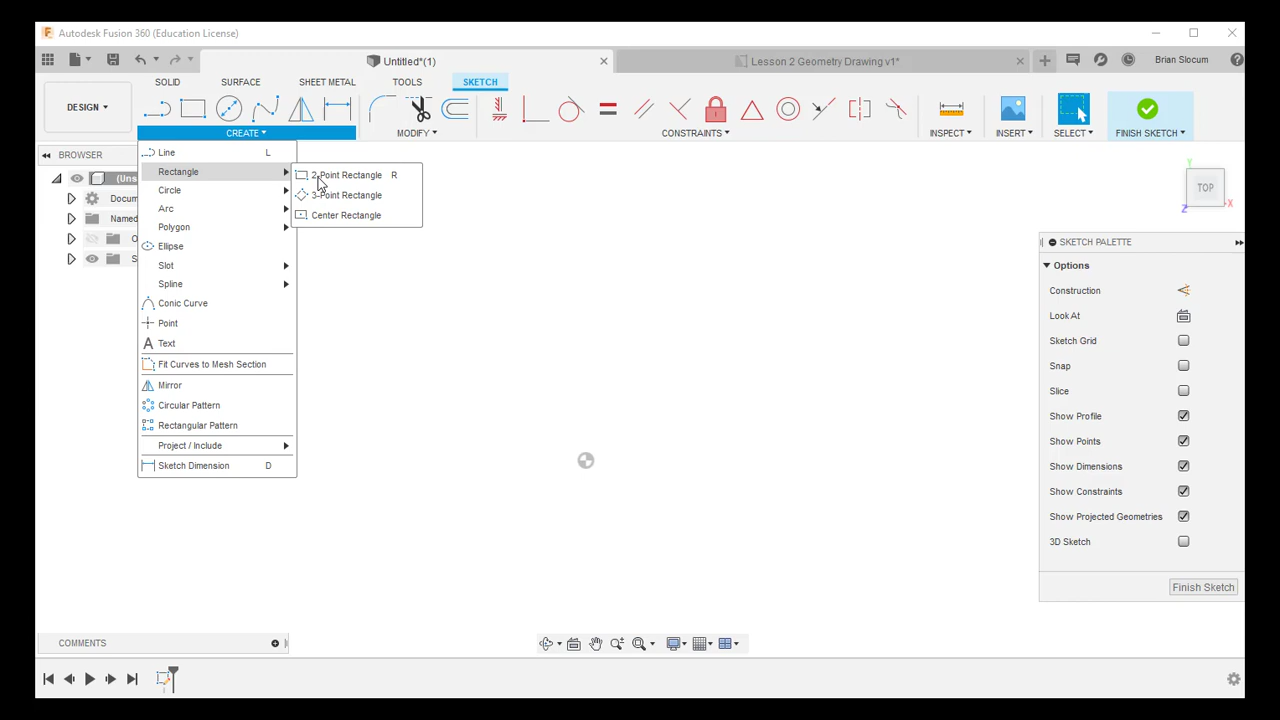 Autodesk Fusion 360 (Education License)
Untitled*(1)
Lesson 2 Geometry Drawing v1*
Brian Slocum
SOLID SURFACE SHEET METAL TOOLS SKETCH
DESIGN
CREATE MODIFY CONSTRAINTS INSPECT INSERT SELECT FINISH SKETCH
BROWSER
Docum
Named
O
S
Line L
Rectangle
Circle
Arc
Polygon
Ellipse
Slot
Spline
Conic Curve
Point
Text
Fit Curves to Mesh Section
Mirror
Circular Pattern
Rectangular Pattern
Project / Include
Sketch Dimension D
2-Point Rectangle R
3-Point Rectangle
Center Rectangle
Y
TOP
X
Z
SKETCH PALETTE
Options
Construction
Look At
Sketch Grid
Snap
Slice
Show Profile
Show Points
Show Dimensions
Show Constraints
Show Projected Geometries
3D Sketch
Finish Sketch
COMMENTS